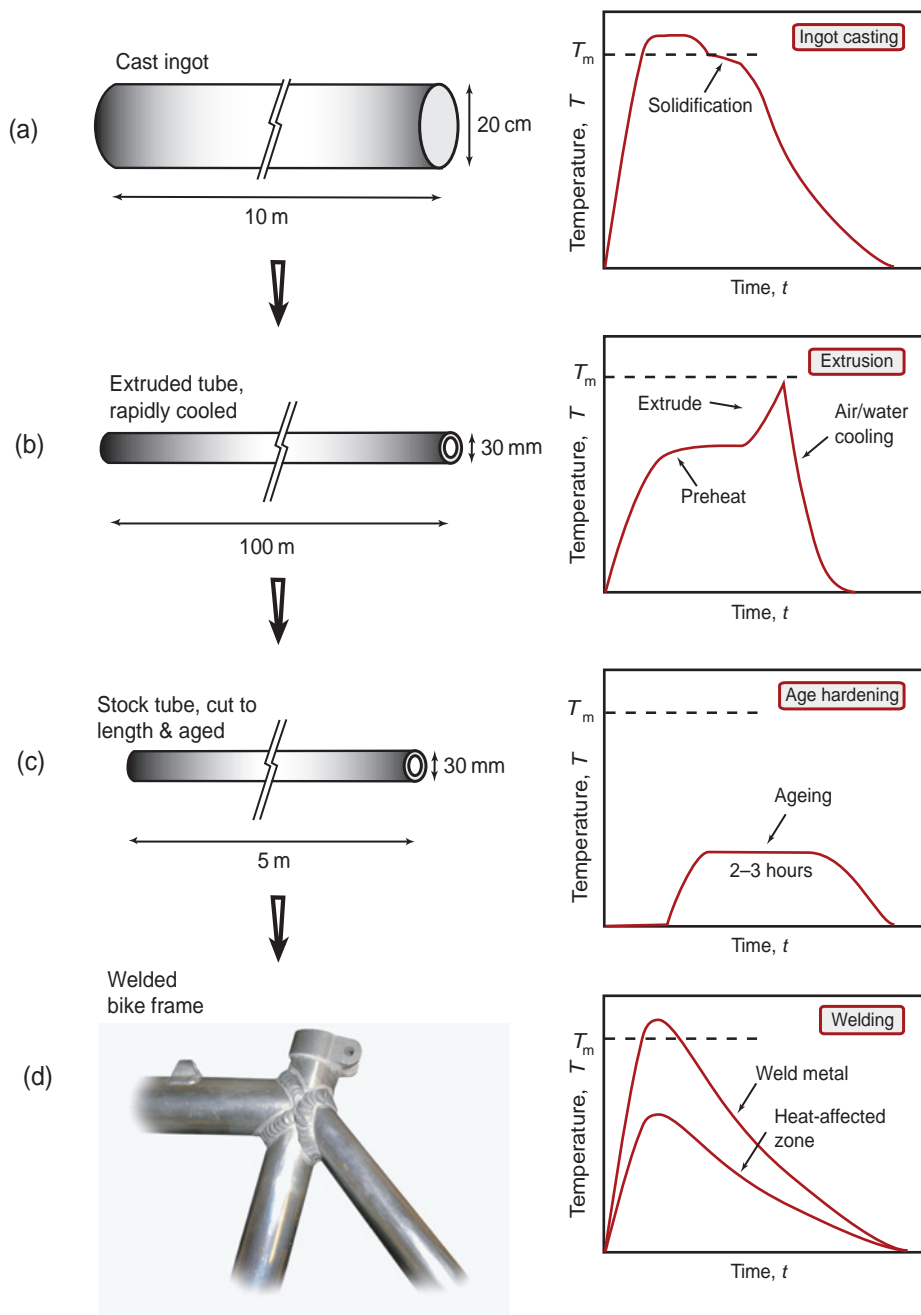 (a)
Cast ingot
20 cm
10 m
Ingot casting
Tm
Solidification
Temperature, T
Time, t
(b)
Extruded tube,
rapidly cooled
30 mm
100 m
Extrusion
Tm
Extrude
Air/water
cooling
Preheat
Temperature, T
Time, t
(c)
Stock tube, cut to
length & aged
30 mm
5 m
Age hardening
Tm
Ageing
2–3 hours
Temperature, T
Time, t
(d)
Welded
bike frame
Welding
Tm
Weld metal
Heat-affected
zone
Temperature, T
Time, t